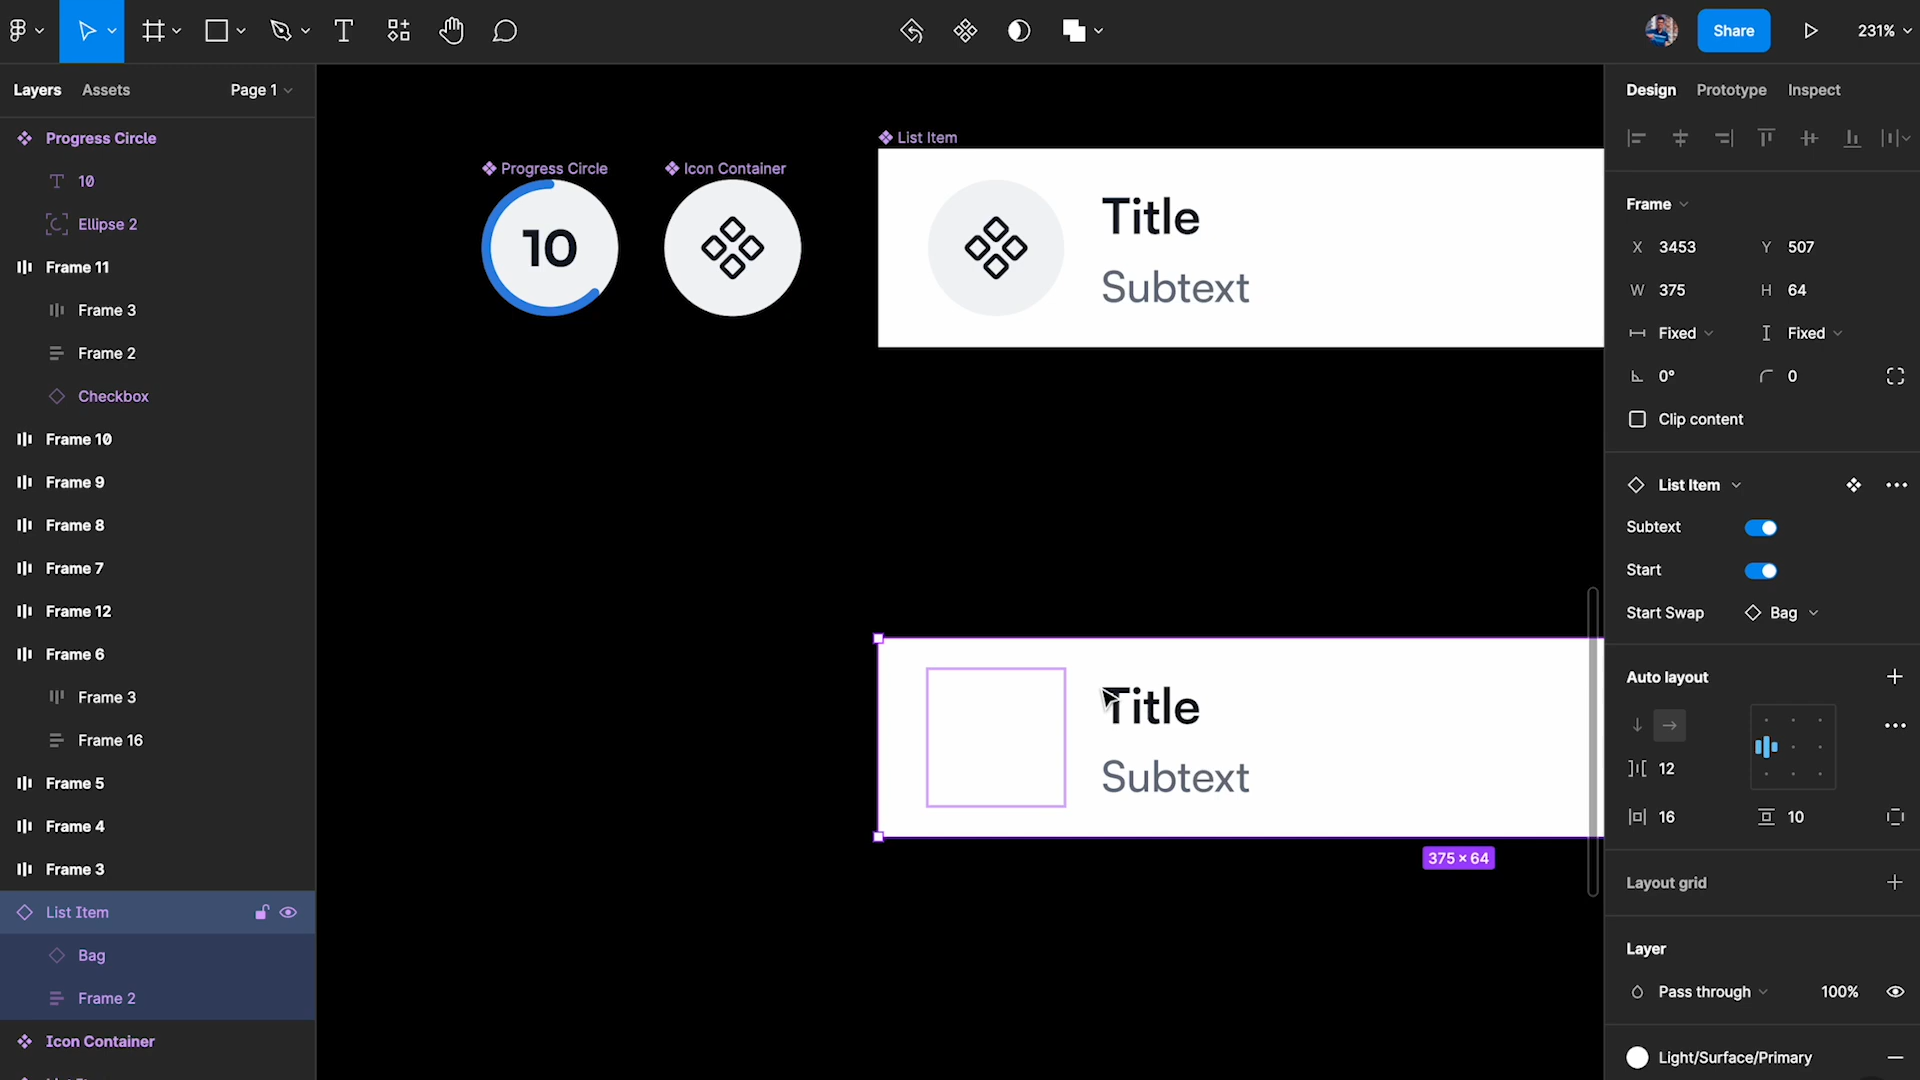 Share
231%
Layers
Assets
Page 1
Design
Prototype
Inspect
Progress Circle
10
Ellipse 2
Frame 11
Frame 3
Frame 2
Checkbox
Frame 10
Frame 9
Frame 8
Frame 7
Frame 12
Frame 6
Frame 3
Frame 16
Frame 5
Frame 4
Frame 3
List Item
Bag
Frame 2
Icon Container
Progress Circle
10
Icon Container
List Item
Title
Subtext
Title
Subtext
375 × 64
Frame
X 3453
Y 507
W 375
H 64
Fixed
Fixed
0°
0
Clip content
List Item
Subtext
Start
Start Swap
Bag
Auto layout
12
16
10
Layout grid
Layer
Pass through
100%
Light/Surface/Primary